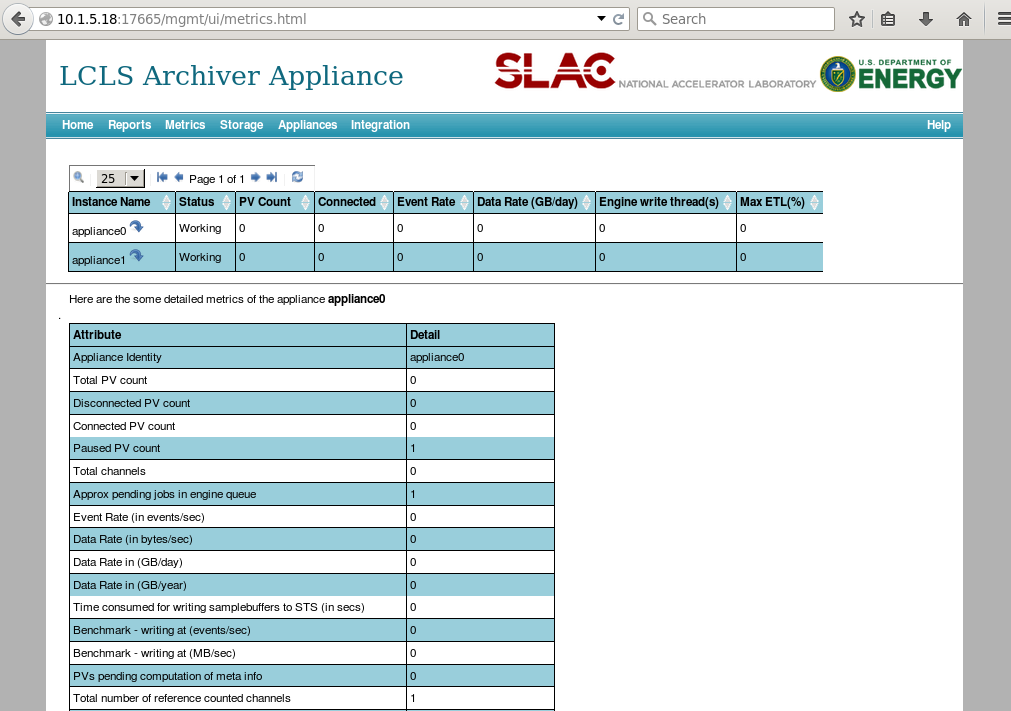 10.1.5.18:17665/mgmt/ui/metrics.html Search
LCLS Archiver Appliance SLAC NATIONAL ACCELERATOR LABORATORY U.S. DEPARTMENT OF ENERGY
Home Reports Metrics Storage Appliances Integration Help
25 Page 1 of 1
Instance Name Status PV Count Connected Event Rate Data Rate (GB/day) Engine write thread(s) Max ETL(%)
appliance0 Working 0 0 0 0 0 0
appliance1 Working 0 0 0 0 0 0
Here are the some detailed metrics of the appliance appliance0
.
Attribute Detail
Appliance Identity appliance0
Total PV count 0
Disconnected PV count 0
Connected PV count 0
Paused PV count 1
Total channels 0
Approx pending jobs in engine queue 1
Event Rate (in events/sec) 0
Data Rate (in bytes/sec) 0
Data Rate in (GB/day) 0
Data Rate in (GB/year) 0
Time consumed for writing samplebuffers to STS (in secs) 0
Benchmark - writing at (events/sec) 0
Benchmark - writing at (MB/sec) 0
PVs pending computation of meta info 0
Total number of reference counted channels 1